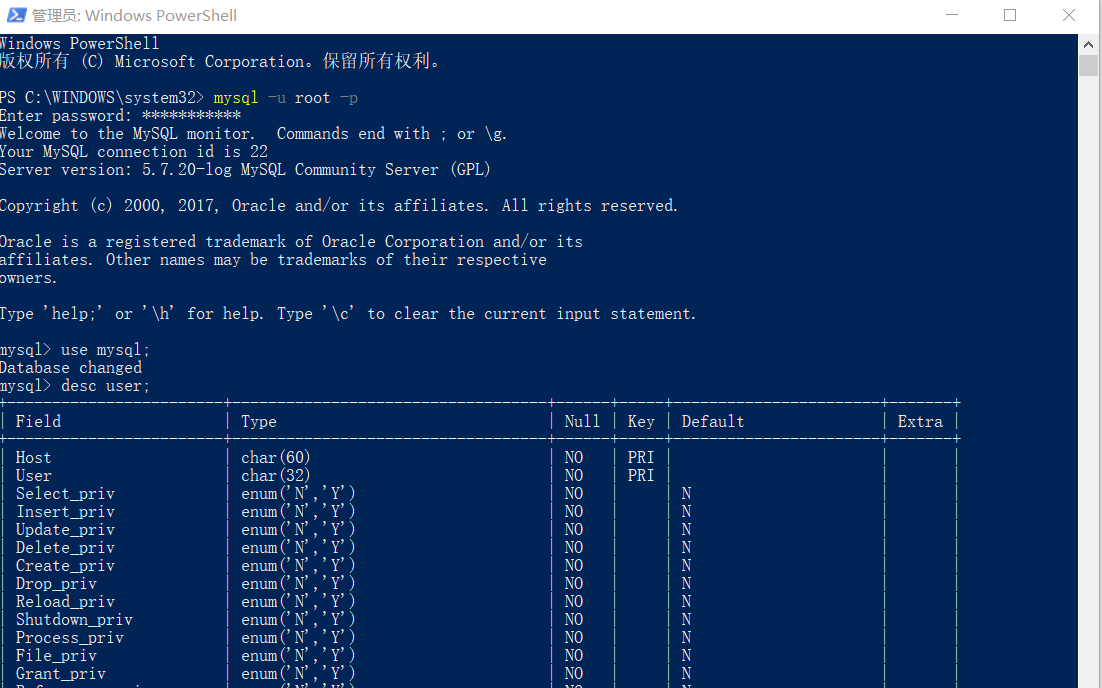 管理员: Windows PowerShell
Windows PowerShell
版权所有 (C) Microsoft Corporation。保留所有权利。
PS C:\WINDOWS\system32> mysql -u root -p
Enter password: ***********
Welcome to the MySQL monitor.  Commands end with ; or \g.
Your MySQL connection id is 22
Server version: 5.7.20-log MySQL Community Server (GPL)
Copyright (c) 2000, 2017, Oracle and/or its affiliates. All rights reserved.
Oracle is a registered trademark of Oracle Corporation and/or its
affiliates. Other names may be trademarks of their respective
owners.
Type 'help;' or '\h' for help. Type '\c' to clear the current input statement.
mysql> use mysql;
Database changed
mysql> desc user;
+------------------------+-----------------------------------+------+-----+-----------------------+-------+
| Field | Type | Null | Key | Default | Extra |
+------------------------+-----------------------------------+------+-----+-----------------------+-------+
| Host | char(60) | NO | PRI | | |
| User | char(32) | NO | PRI | | |
| Select_priv | enum('N','Y') | NO | | N | |
| Insert_priv | enum('N','Y') | NO | | N | |
| Update_priv | enum('N','Y') | NO | | N | |
| Delete_priv | enum('N','Y') | NO | | N | |
| Create_priv | enum('N','Y') | NO | | N | |
| Drop_priv | enum('N','Y') | NO | | N | |
| Reload_priv | enum('N','Y') | NO | | N | |
| Shutdown_priv | enum('N','Y') | NO | | N | |
| Process_priv | enum('N','Y') | NO | | N | |
| File_priv | enum('N','Y') | NO | | N | |
| Grant_priv | enum('N','Y') | NO | | N | |